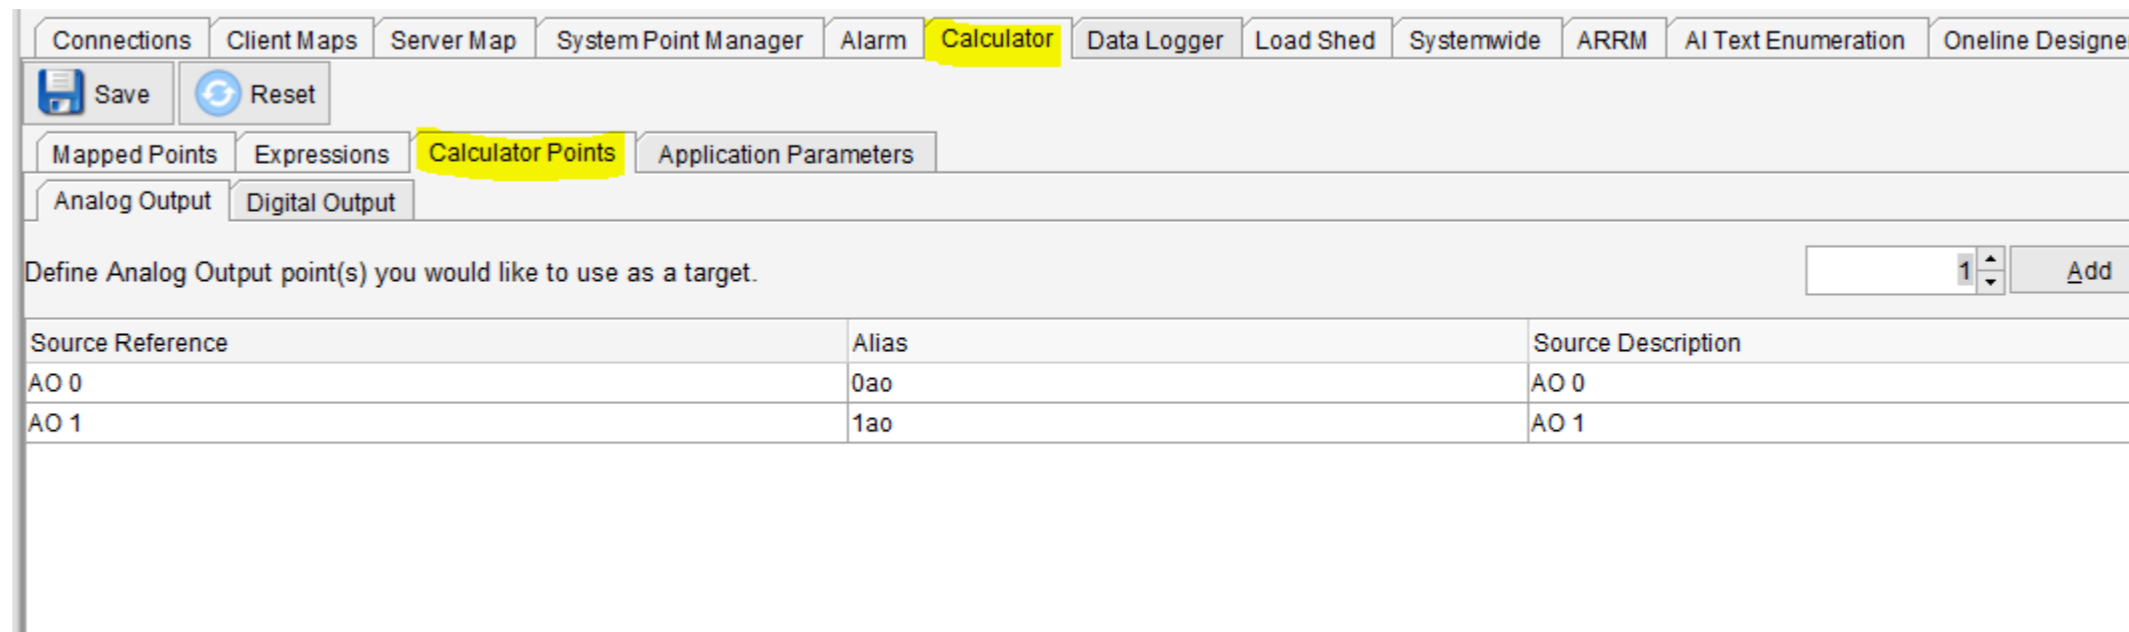 Connections Client Maps Server Map System Point Manager Alarm Calculator Data Logger Load Shed Systemwide ARRM AI Text Enumeration Oneline Designe
Save Reset
Mapped Points Expressions Calculator Points Application Parameters
Analog Output Digital Output
Define Analog Output point(s) you would like to use as a target. 1 Add
Source Reference Alias Source Description
AO 0 0ao AO 0
AO 1 1ao AO 1